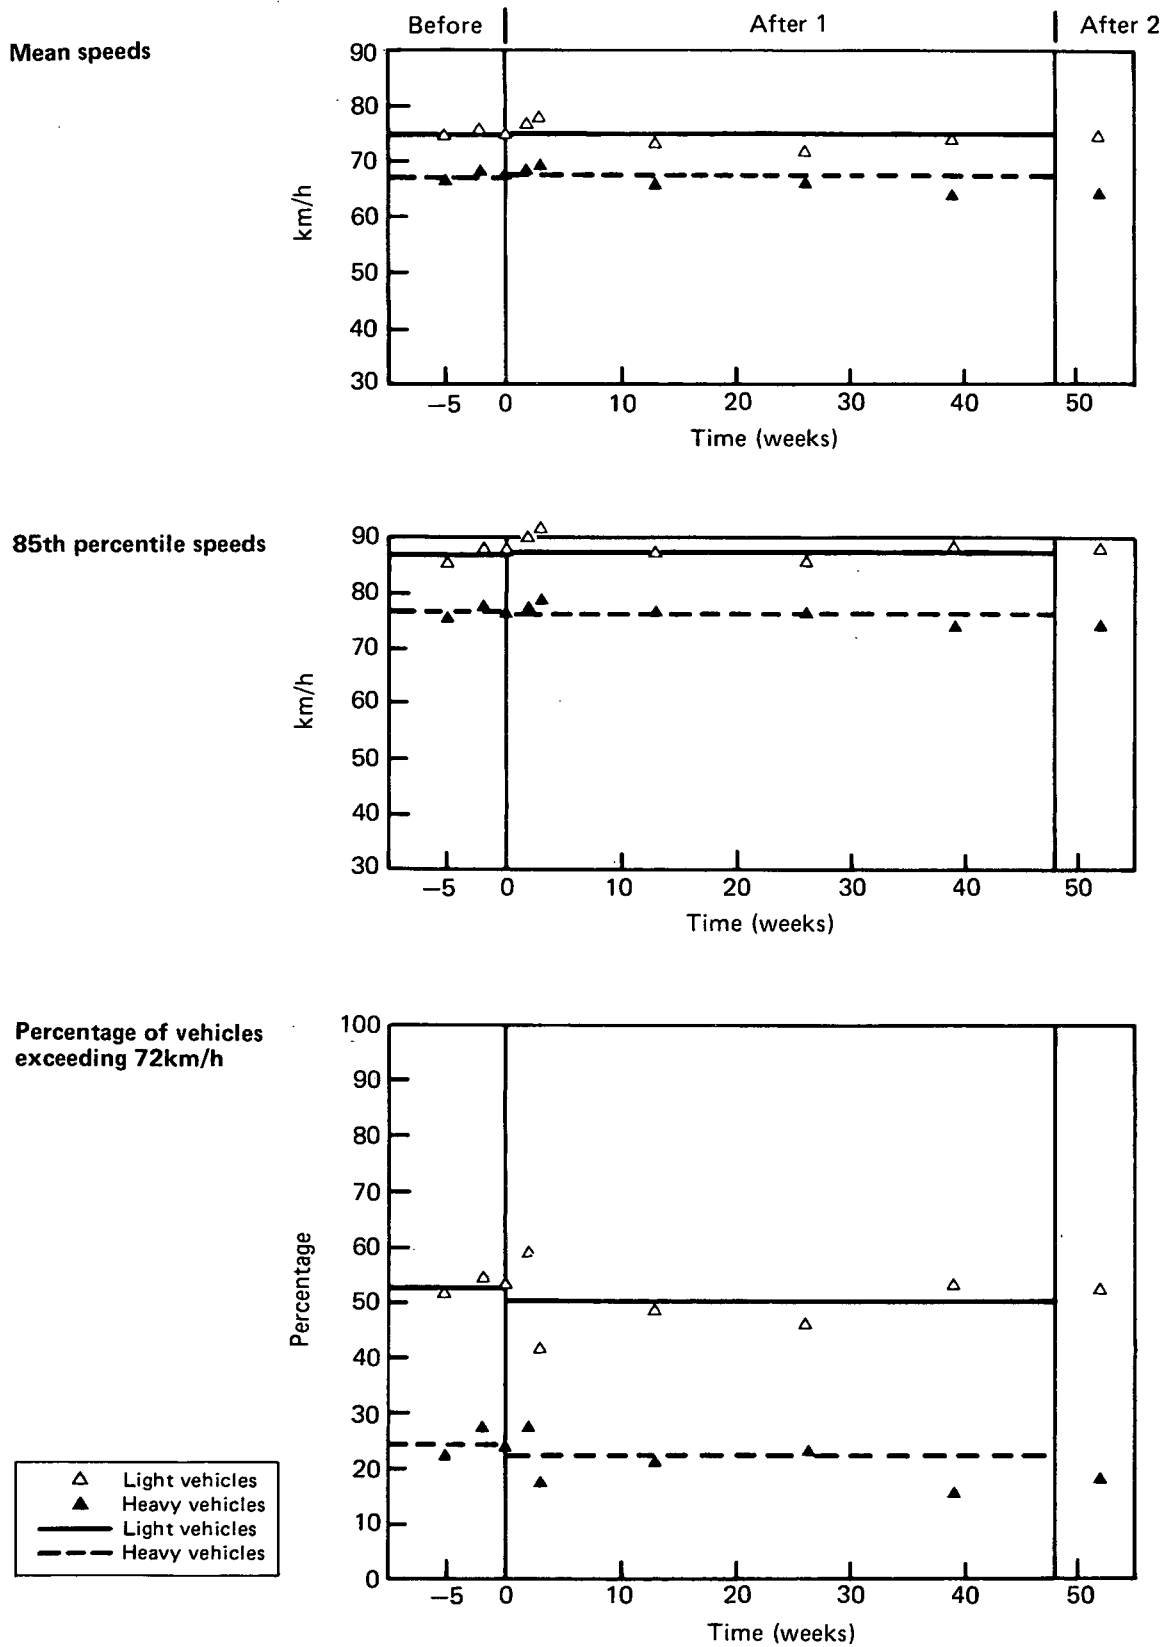 Before After 1 After 2
Mean speeds
90
80
70
60
50
40
30
km/h
−5 0 10 20 30 40 50
Time (weeks)
85th percentile speeds
90
80
70
60
50
40
30
km/h
−5 0 10 20 30 40 50
Time (weeks)
Percentage of vehicles
exceeding 72km/h
100
90
80
70
60
50
40
30
20
10
0
Percentage
−5 0 10 20 30 40 50
Time (weeks)
Light vehicles
Heavy vehicles
Light vehicles
Heavy vehicles